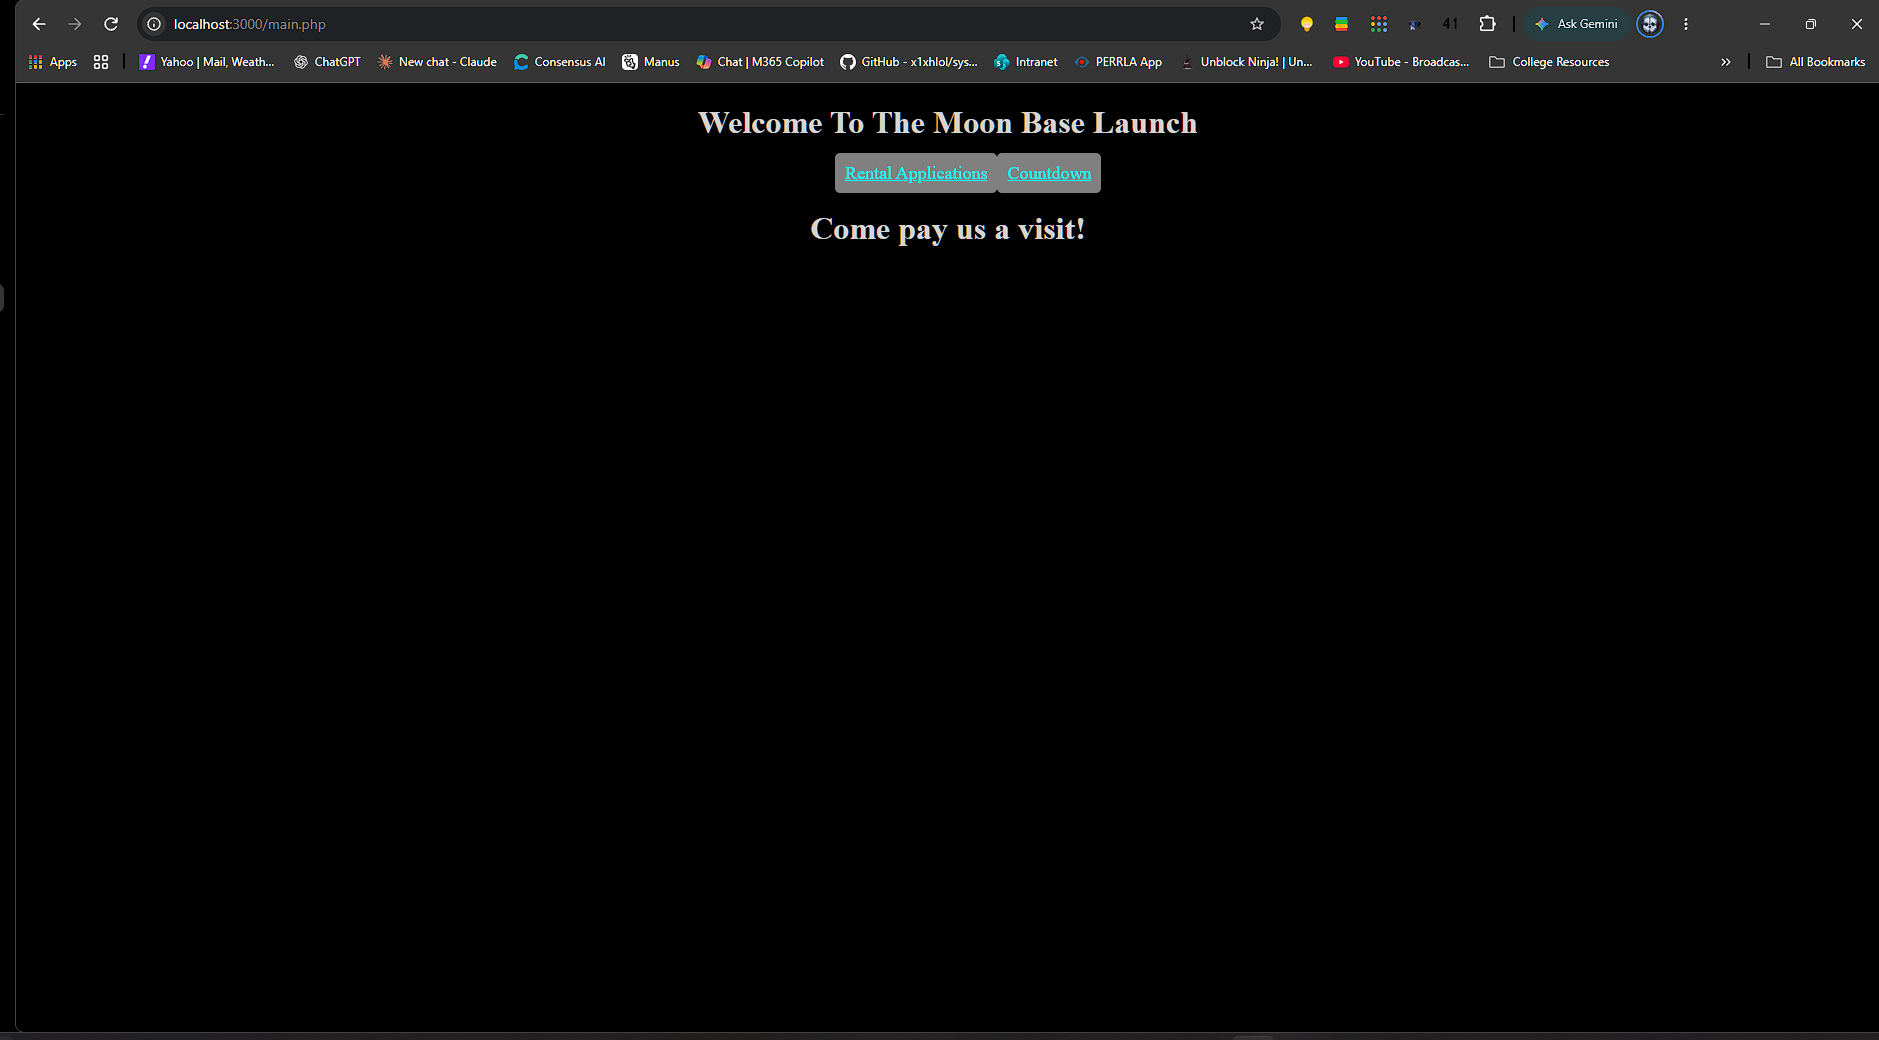 localhost:3000/main.php
41
Ask Gemini
Apps
Yahoo | Mail, Weath...
ChatGPT
New chat - Claude
Consensus AI
Manus
Chat | M365 Copilot
GitHub - x1xhlol/sys...
Intranet
PERRLA App
Unblock Ninja! | Un...
YouTube - Broadcas...
College Resources
All Bookmarks
Welcome To The Moon Base Launch
Rental Applications
Countdown
Come pay us a visit!